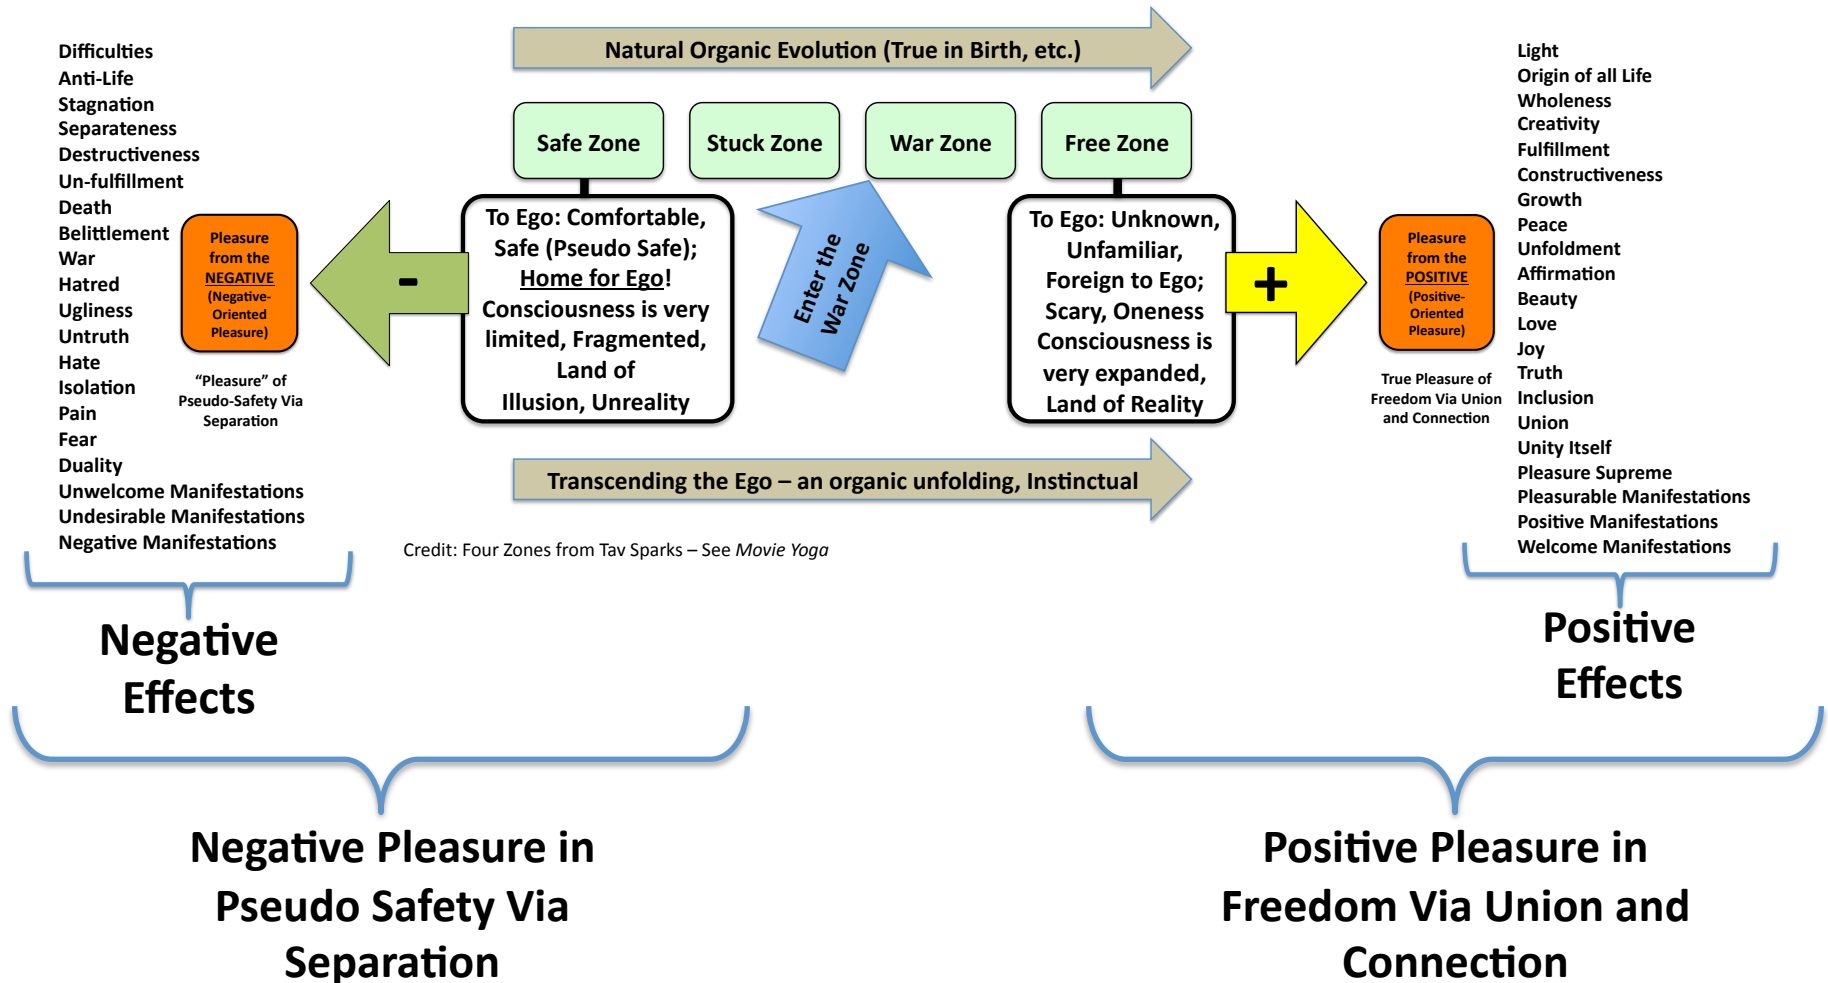 Natural Organic Evolution (True in Birth, etc.)
Difficulties
Anti-Life
Stagnation
Separateness
Destructiveness
Un-fulfillment
Death
Belittlement
War
Hatred
Ugliness
Untruth
Hate
Isolation
Pain
Fear
Duality
Unwelcome Manifestations
Undesirable Manifestations
Negative Manifestations
Pleasure
from the
NEGATIVE
(Negative-
Oriented
Pleasure)
“Pleasure” of
Pseudo-Safety Via
Separation
-
Safe Zone
Stuck Zone
War Zone
Free Zone
To Ego: Comfortable,
Safe (Pseudo Safe);
Home for Ego!
Consciousness is very
limited, Fragmented,
Land of
Illusion, Unreality
Enter the
War Zone
To Ego: Unknown,
Unfamiliar,
Foreign to Ego;
Scary, Oneness
Consciousness is
very expanded,
Land of Reality
+
Pleasure
from the
POSITIVE
(Positive-
Oriented
Pleasure)
True Pleasure of
Freedom Via Union
and Connection
Light
Origin of all Life
Wholeness
Creativity
Fulfillment
Constructiveness
Growth
Peace
Unfoldment
Affirmation
Beauty
Love
Joy
Truth
Inclusion
Union
Unity Itself
Pleasure Supreme
Pleasurable Manifestations
Positive Manifestations
Welcome Manifestations
Transcending the Ego – an organic unfolding, Instinctual
Credit: Four Zones from Tav Sparks – See Movie Yoga
Negative
Effects
Positive
Effects
Negative Pleasure in
Pseudo Safety Via
Separation
Positive Pleasure in
Freedom Via Union and
Connection